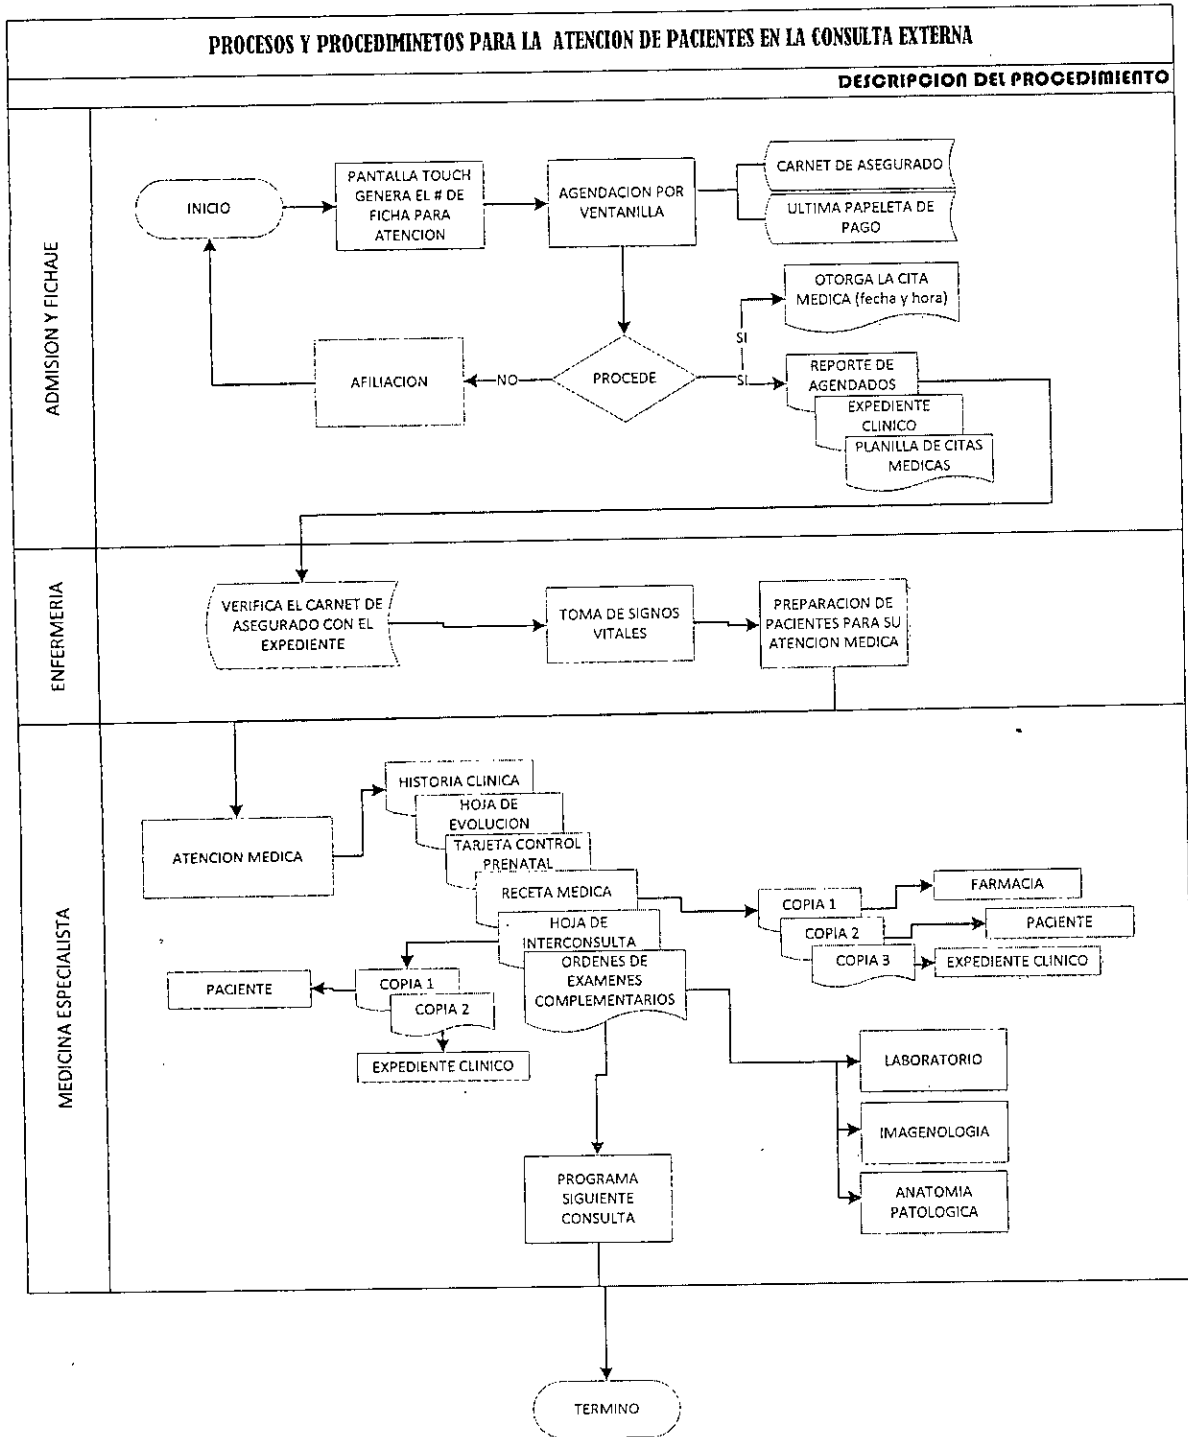 PROCESOS Y PROCEDIMINETOS PARA LA ATENCION DE PACIENTES EN LA CONSULTA EXTERNA
DESCRIPCION DEL PROCEDIMIENTO
ADMISION Y FICHAJE
INICIO
PANTALLA TOUCH
GENERA EL # DE
FICHA PARA
ATENCION
AGENDACION POR
VENTANILLA
CARNET DE ASEGURADO
ULTIMA PAPELETA DE
PAGO
OTORGA LA CITA
MEDICA (fecha y hora)
SI
AFILIACION
NO
PROCEDE
SI
REPORTE DE
AGENDADOS
EXPEDIENTE
CLINICO
PLANILLA DE CITAS
MEDICAS
ENFERMERIA
VERIFICA EL CARNET DE
ASEGURADO CON EL
EXPEDIENTE
TOMA DE SIGNOS
VITALES
PREPARACION DE
PACIENTES PARA SU
ATENCION MEDICA
MEDICINA ESPECIALISTA
ATENCION MEDICA
HISTORIA CLINICA
HOJA DE
EVOLUCION
TARJETA CONTROL
PRENATAL
RECETA MEDICA
HOJA DE
INTERCONSULTA
ORDENES DE
EXAMENES
COMPLEMENTARIOS
COPIA 1
FARMACIA
COPIA 2
PACIENTE
COPIA 3
EXPEDIENTE CLINICO
PACIENTE
COPIA 1
COPIA 2
EXPEDIENTE CLINICO
LABORATORIO
IMAGENOLOGIA
ANATOMIA
PATOLOGICA
PROGRAMA
SIGUIENTE
CONSULTA
TERMINO